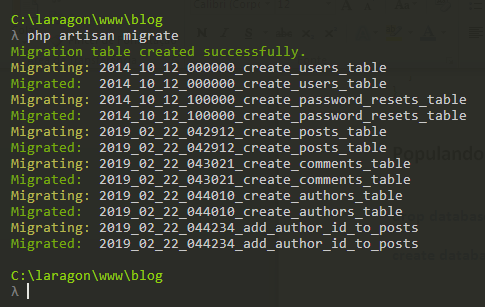 C:\laragon\www\blog
λ php artisan migrate
Migration table created successfully.
Migrating: 2014_10_12_000000_create_users_table
Migrated:  2014_10_12_000000_create_users_table
Migrating: 2014_10_12_100000_create_password_resets_table
Migrated:  2014_10_12_100000_create_password_resets_table
Migrating: 2019_02_22_042912_create_posts_table
Migrated:  2019_02_22_042912_create_posts_table
Migrating: 2019_02_22_043021_create_comments_table
Migrated:  2019_02_22_043021_create_comments_table
Migrating: 2019_02_22_044010_create_authors_table
Migrated:  2019_02_22_044010_create_authors_table
Migrating: 2019_02_22_044234_add_author_id_to_posts
Migrated:  2019_02_22_044234_add_author_id_to_posts
C:\laragon\www\blog
λ
Populando